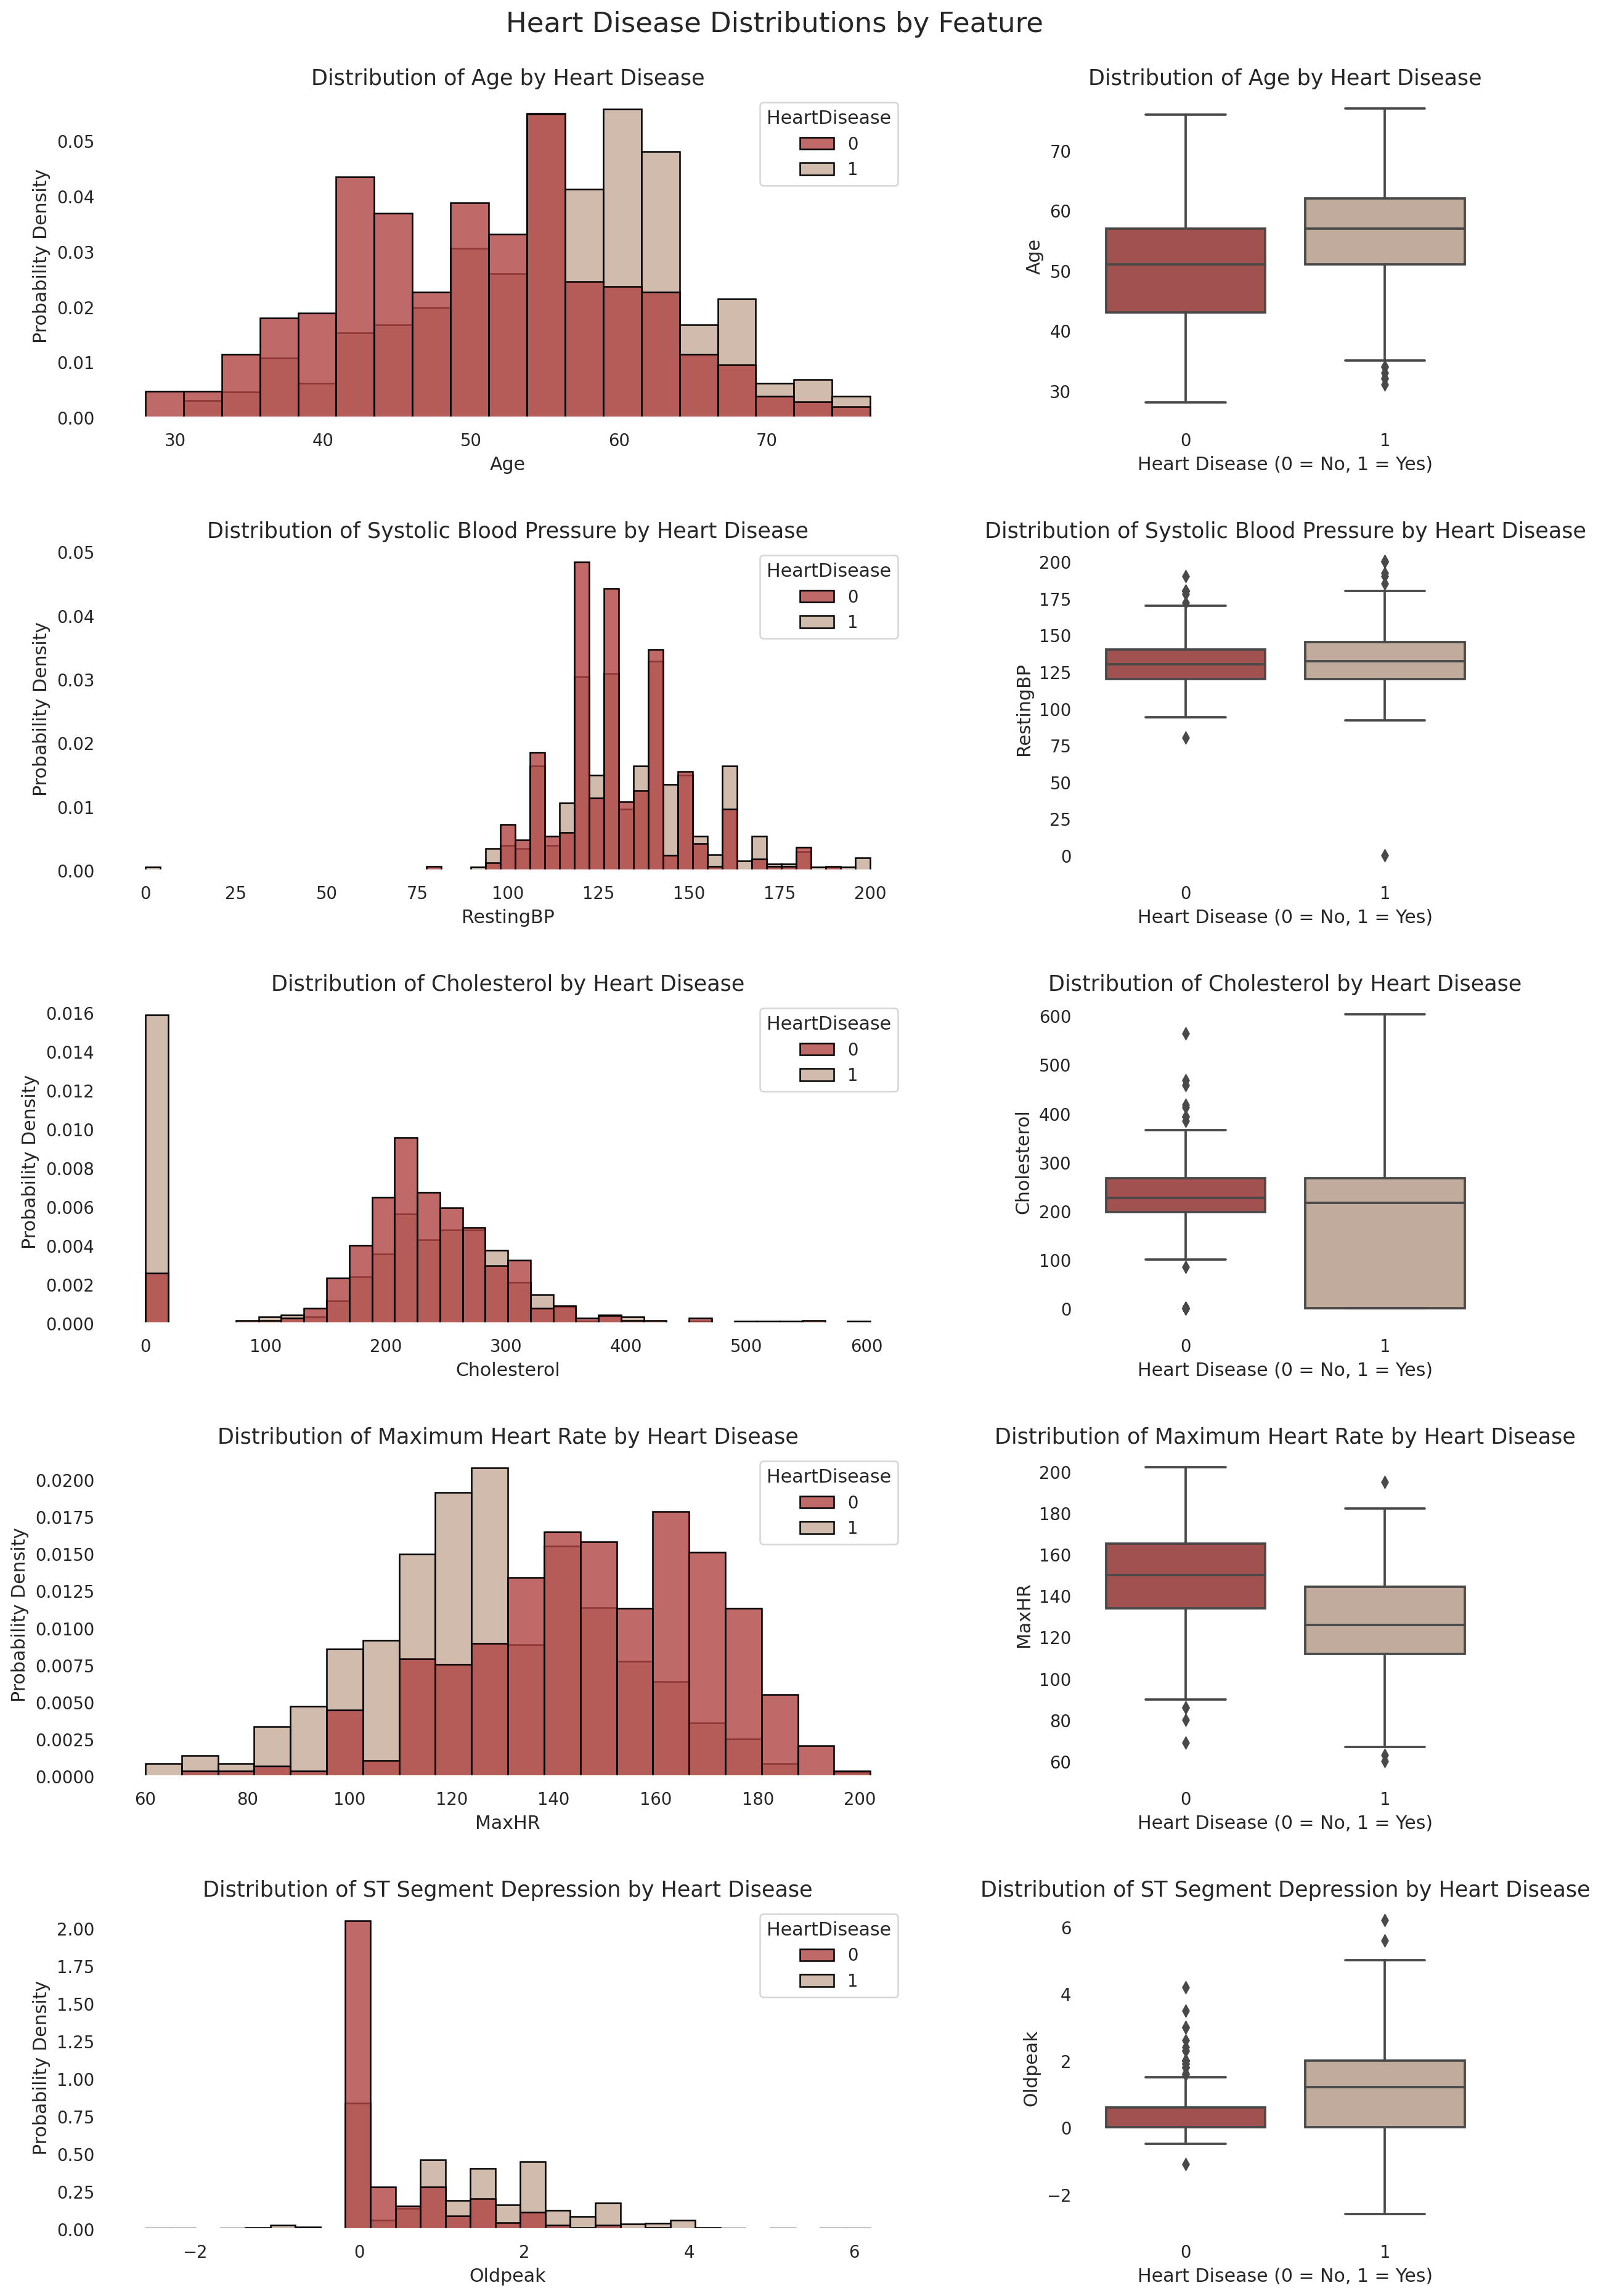 Heart Disease Distributions by Feature
Distribution of Age by Heart Disease
Probability Density
0.05
0.04
0.03
0.02
0.01
0.00
30 40 50 60 70
Age
HeartDisease
0
1
Distribution of Age by Heart Disease
Age
70
60
50
40
30
0 1
Heart Disease (0 = No, 1 = Yes)
Distribution of Systolic Blood Pressure by Heart Disease
Probability Density
0.05
0.04
0.03
0.02
0.01
0.00
0 25 50 75 100 125 150 175 200
RestingBP
HeartDisease
0
1
Distribution of Systolic Blood Pressure by Heart Disease
RestingBP
200
175
150
125
100
75
50
25
0
0 1
Heart Disease (0 = No, 1 = Yes)
Distribution of Cholesterol by Heart Disease
Probability Density
0.016
0.014
0.012
0.010
0.008
0.006
0.004
0.002
0.000
0 100 200 300 400 500 600
Cholesterol
HeartDisease
0
1
Distribution of Cholesterol by Heart Disease
Cholesterol
600
500
400
300
200
100
0
0 1
Heart Disease (0 = No, 1 = Yes)
Distribution of Maximum Heart Rate by Heart Disease
Probability Density
0.0200
0.0175
0.0150
0.0125
0.0100
0.0075
0.0050
0.0025
0.0000
60 80 100 120 140 160 180 200
MaxHR
HeartDisease
0
1
Distribution of Maximum Heart Rate by Heart Disease
MaxHR
200
180
160
140
120
100
80
60
0 1
Heart Disease (0 = No, 1 = Yes)
Distribution of ST Segment Depression by Heart Disease
Probability Density
2.00
1.75
1.50
1.25
1.00
0.75
0.50
0.25
0.00
−2 0 2 4 6
Oldpeak
HeartDisease
0
1
Distribution of ST Segment Depression by Heart Disease
Oldpeak
6
4
2
0
−2
0 1
Heart Disease (0 = No, 1 = Yes)